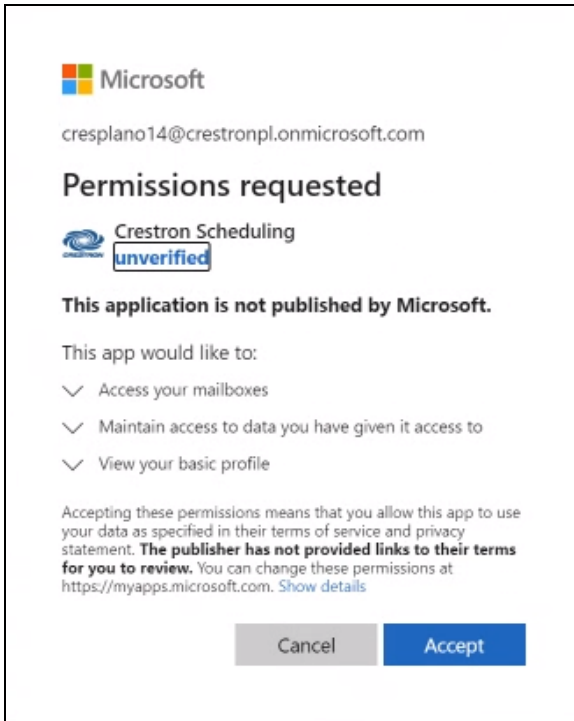 Microsoft
cresplano14@crestronpl.onmicrosoft.com
Permissions requested
Crestron Scheduling
CRESTRON
unverified
This application is not published by Microsoft.
This app would like to:
Access your mailboxes
Maintain access to data you have given it access to
View your basic profile
Accepting these permissions means that you allow this app to use
your data as specified in their terms of service and privacy
statement. The publisher has not provided links to their terms
for you to review. You can change these permissions at
https://myapps.microsoft.com. Show details
Cancel Accept